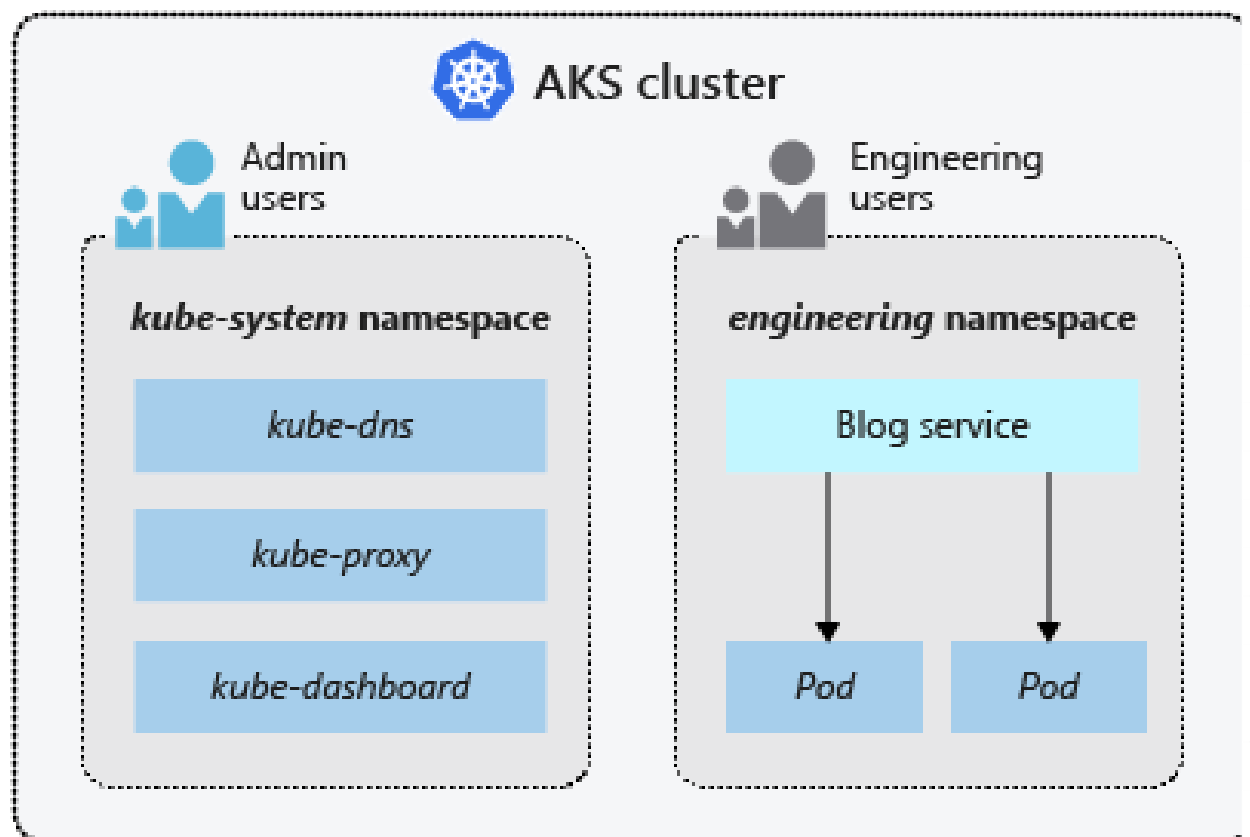 AKS cluster
Admin
users
kube-system namespace
kube-dns
kube-proxy
kube-dashboard
Engineering
users
engineering namespace
Blog service
Pod
Pod